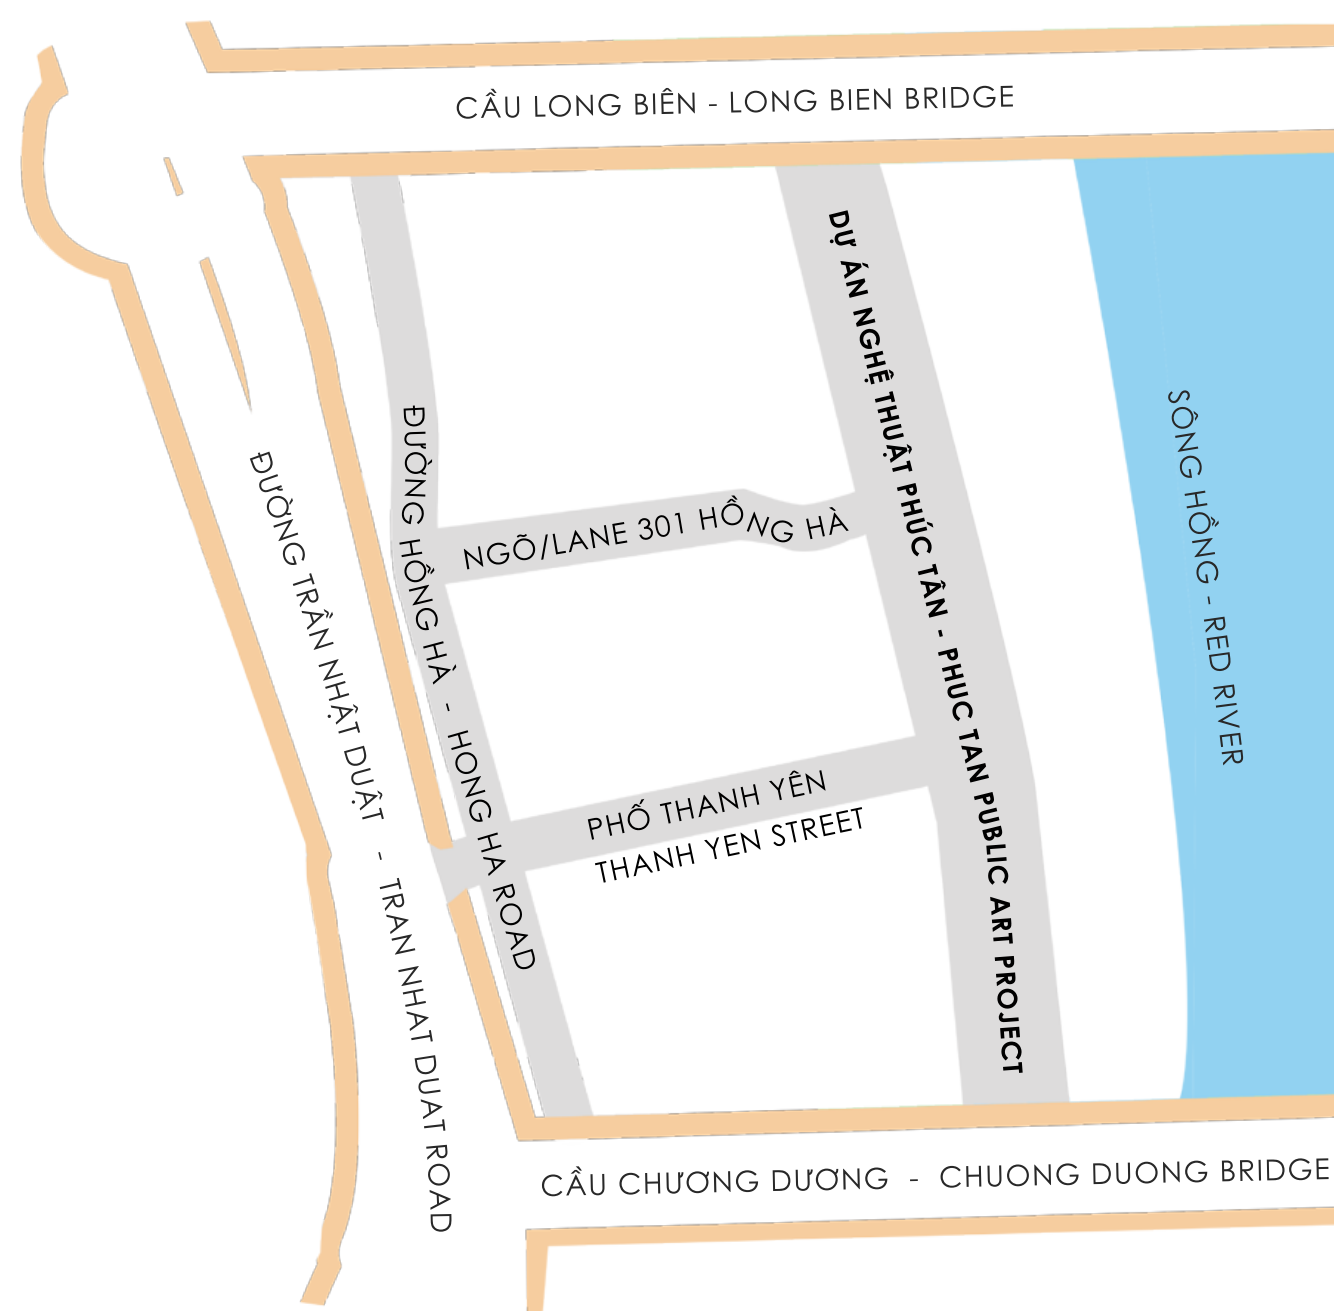 CẦU LONG BIÊN - LONG BIEN BRIDGE
DỰ ÁN NGHỆ THUẬT PHÚC TÂN - PHUC TAN PUBLIC ART PROJECT
SÔNG HỒNG - RED RIVER
ĐƯỜNG HỒNG HÀ - HONG HA ROAD
ĐƯỜNG TRẦN NHẬT DUẬT - TRAN NHAT DUAT ROAD
NGÕ/LANE 301 HỒNG HÀ
PHỐ THANH YÊN
THANH YEN STREET
CẦU CHƯƠNG DƯƠNG - CHUONG DUONG BRIDGE